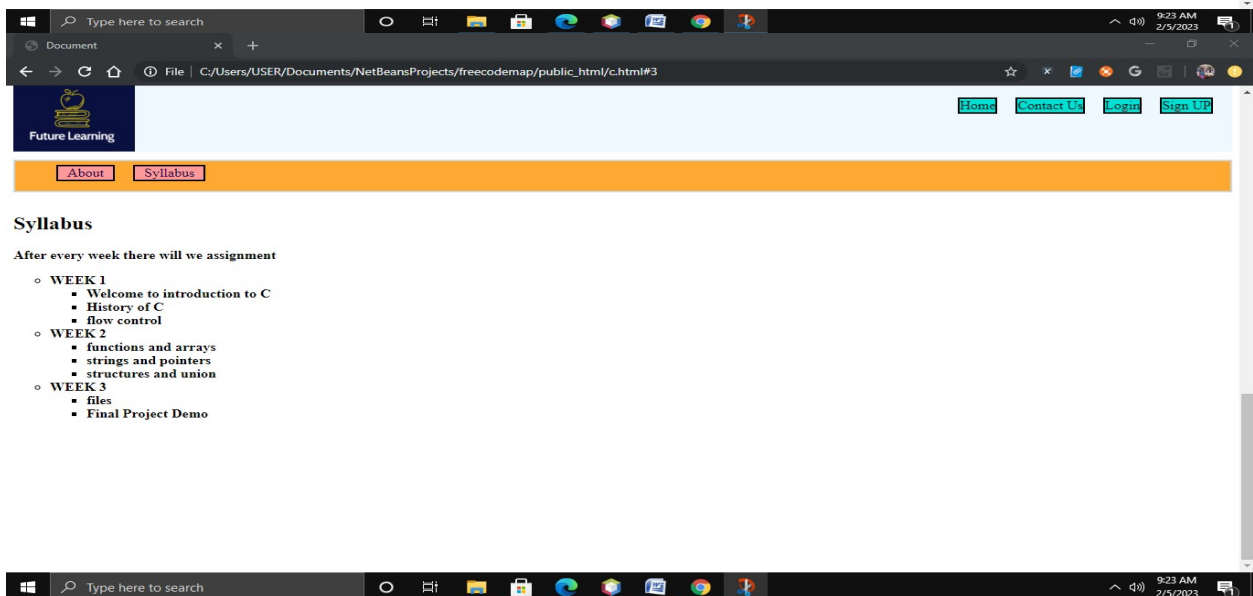 Type here to search
9:23 AM
2/5/2023
Document
File | C:/Users/USER/Documents/NetBeansProjects/freecodemap/public_html/c.html#3
Future Learning
Home Contact Us Login Sign UP
About Syllabus
Syllabus
After every week there will we assignment
WEEK 1
Welcome to introduction to C
History of C
flow control
WEEK 2
functions and arrays
strings and pointers
structures and union
WEEK 3
files
Final Project Demo
Type here to search
9:23 AM
2/5/2023